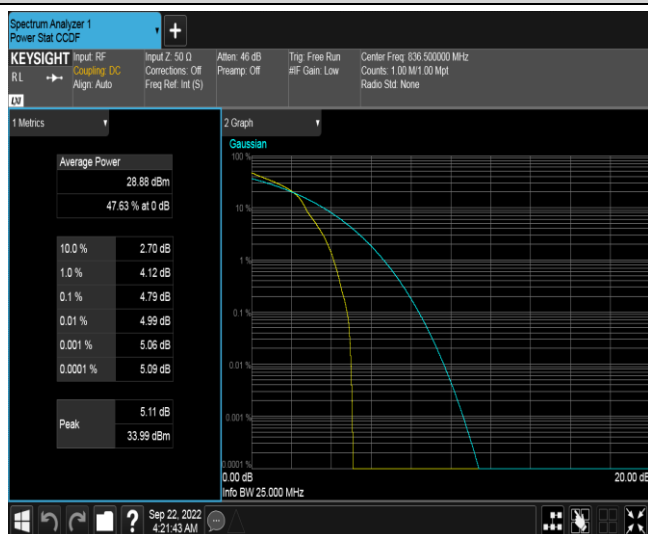 Spectrum Analyzer 1
Power Stat CCDF
+
KEYSIGHT
RL
LXI
Input: RF
Coupling: DC
Align: Auto
Input Z: 50 Ω
Corrections: Off
Freq Ref: Int (S)
Atten: 46 dB
Preamp: Off
Trig: Free Run
#IF Gain: Low
Center Freq: 836.500000 MHz
Counts: 1.00 M/1.00 Mpt
Radio Std: None
1 Metrics
Average Power
28.88 dBm
47.63 % at 0 dB
10.0 % 2.70 dB
1.0 % 4.12 dB
0.1 % 4.79 dB
0.01 % 4.99 dB
0.001 % 5.06 dB
0.0001 % 5.09 dB
Peak
5.11 dB
33.99 dBm
2 Graph
Gaussian
100 %
10 %
1 %
0.1 %
0.01 %
0.001 %
0.0001 %
0.00 dB
20.00 dB
Info BW 25.000 MHz
?
Sep 22, 2022
4:21:43 AM